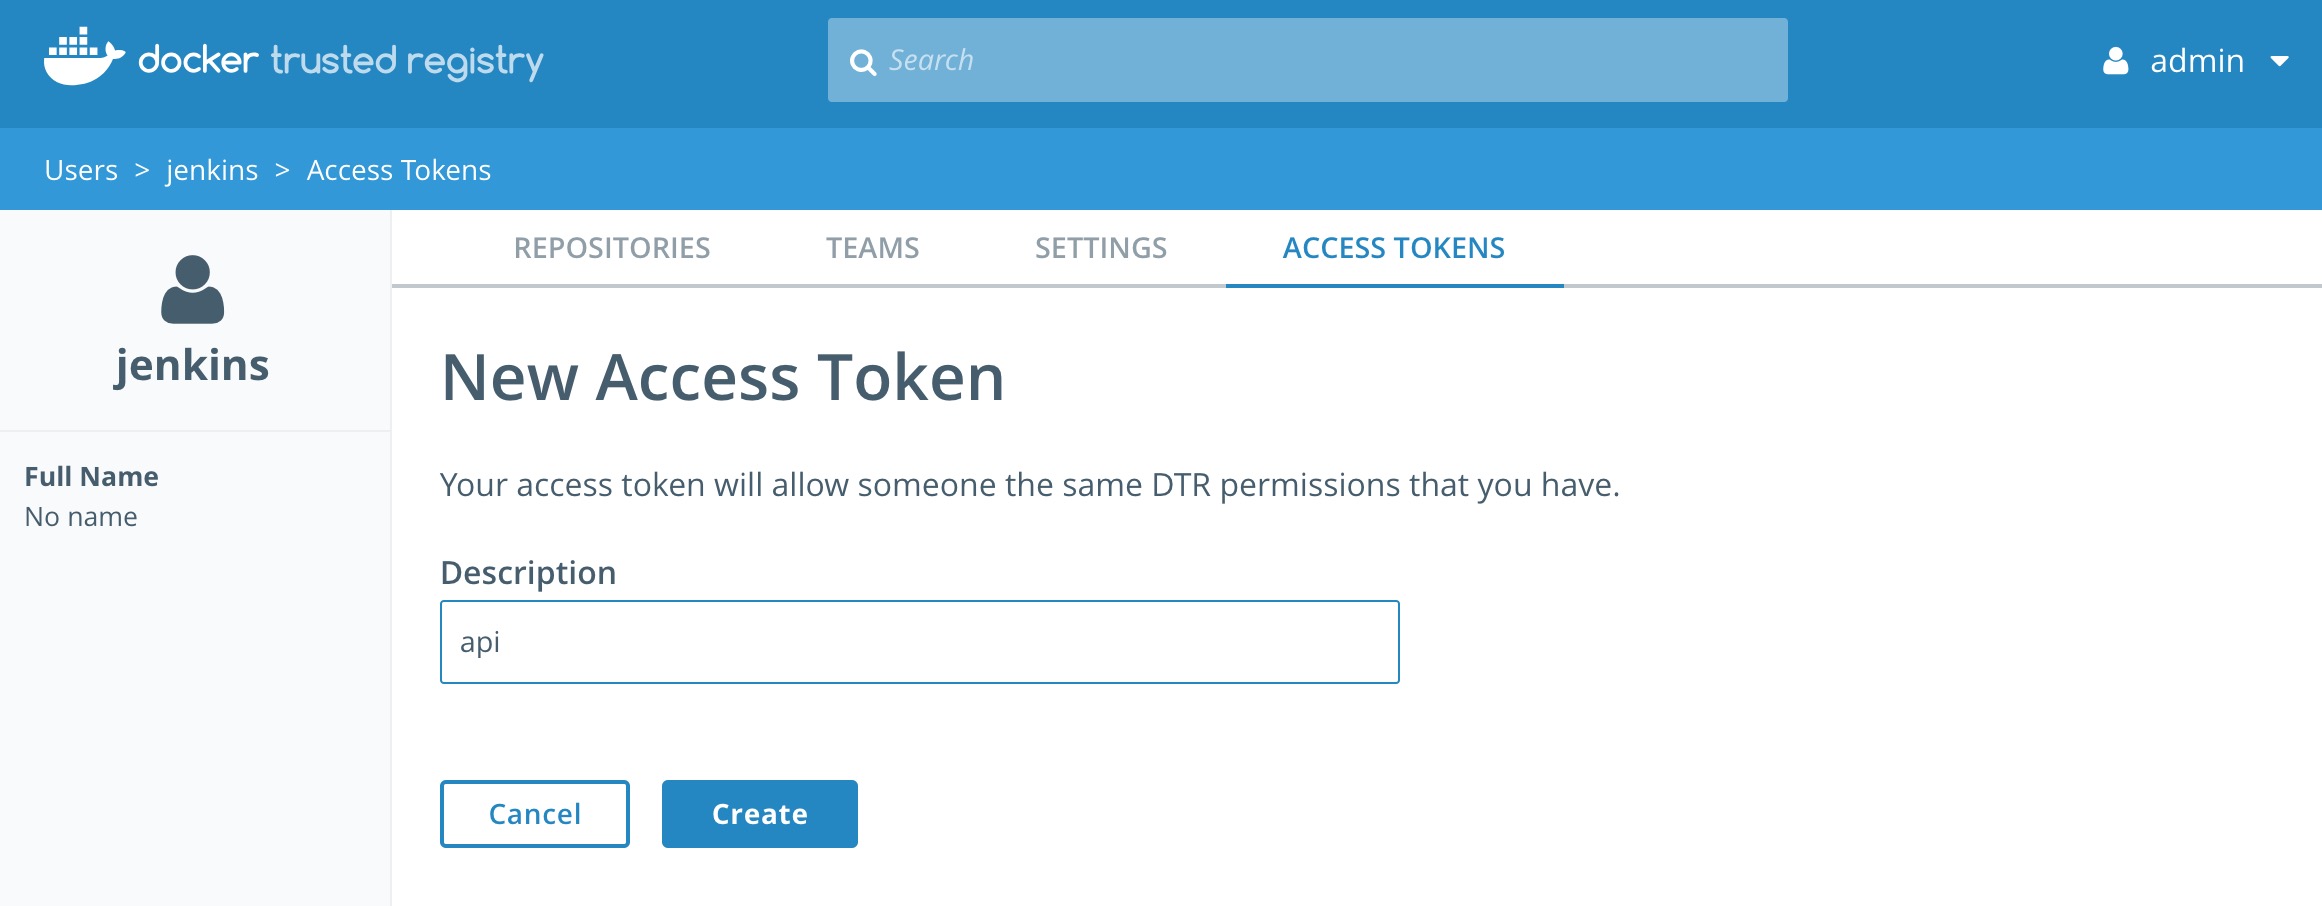 docker trusted registry
Search
admin
Users > jenkins > Access Tokens
jenkins
Full Name
No name
REPOSITORIES TEAMS SETTINGS ACCESS TOKENS
New Access Token
Your access token will allow someone the same DTR permissions that you have.
Description
api
Cancel Create